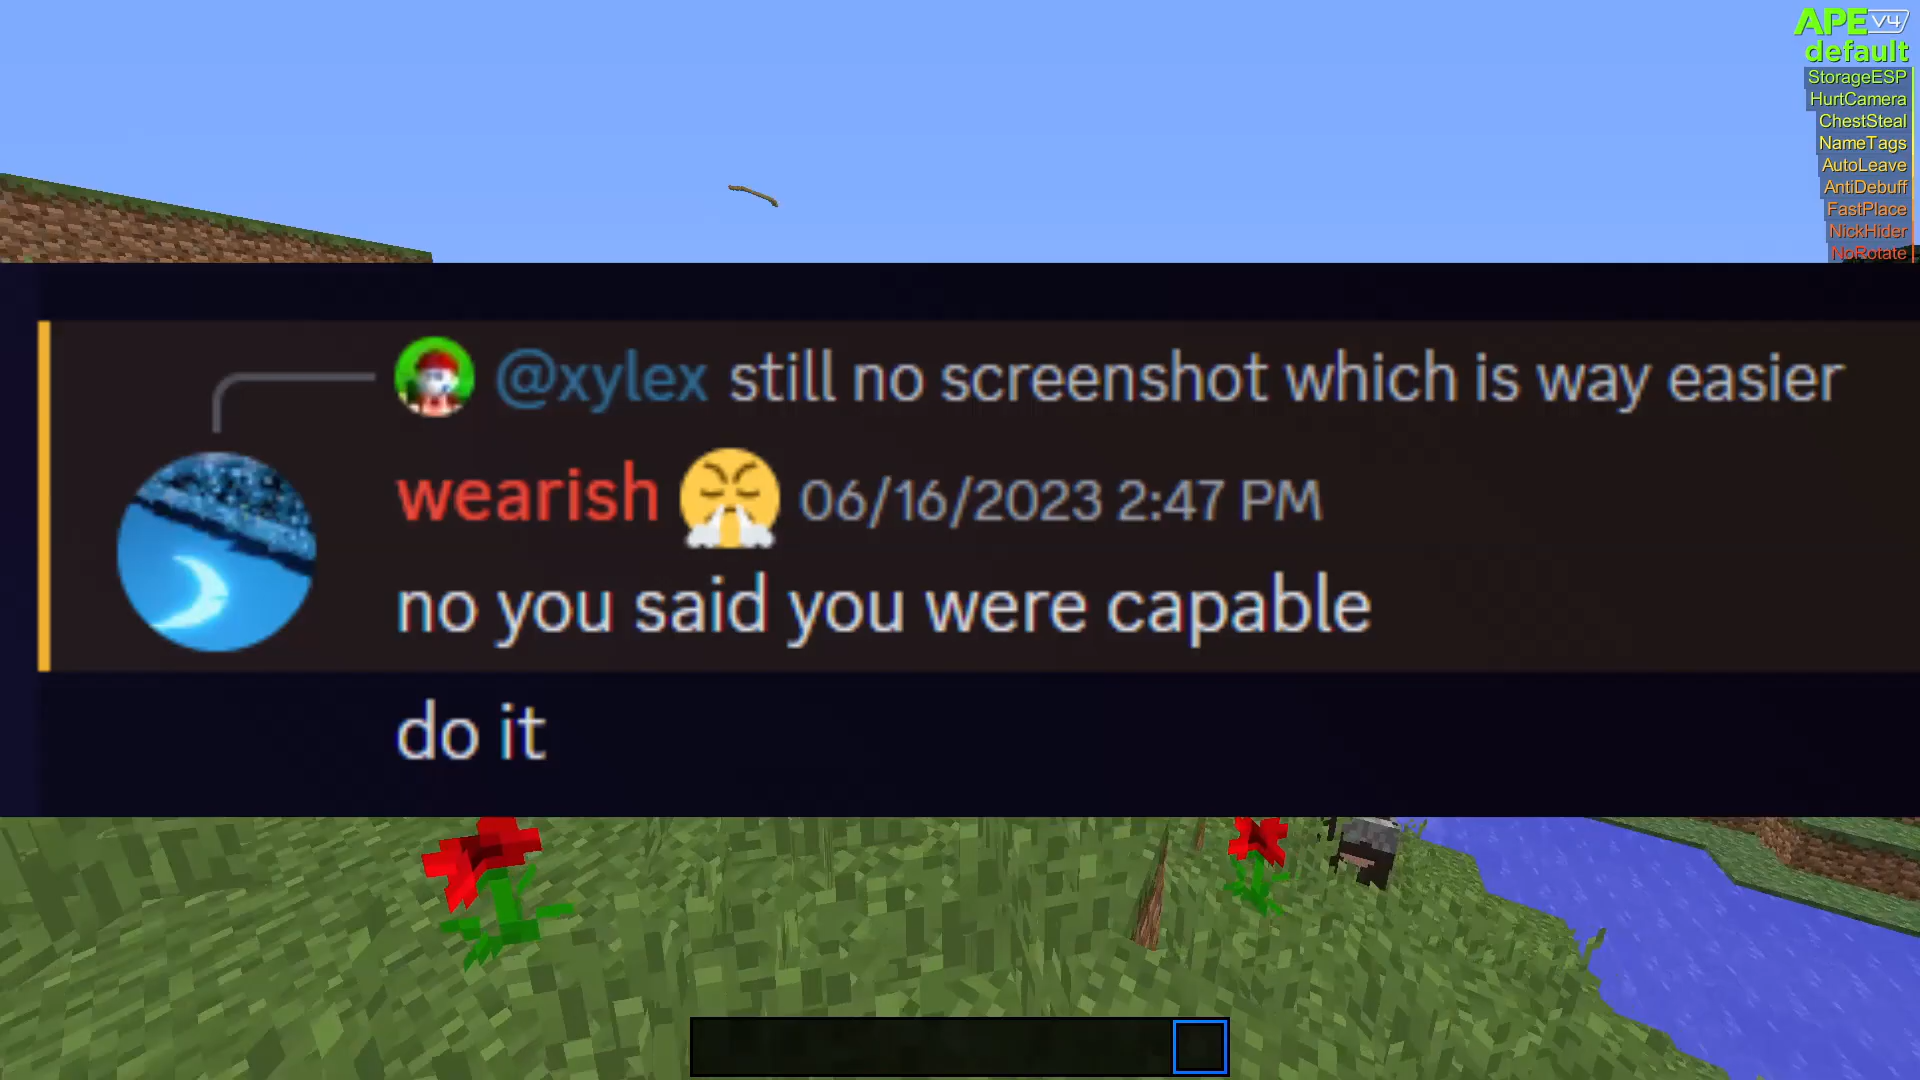 APE V4
default
StorageESP
HurtCamera
ChestSteal
NameTags
AutoLeave
AntiDebuff
FastPlace
NickHider
NoRotate
@xylex still no screenshot which is way easier
wearish 06/16/2023 2:47 PM
no you said you were capable
do it